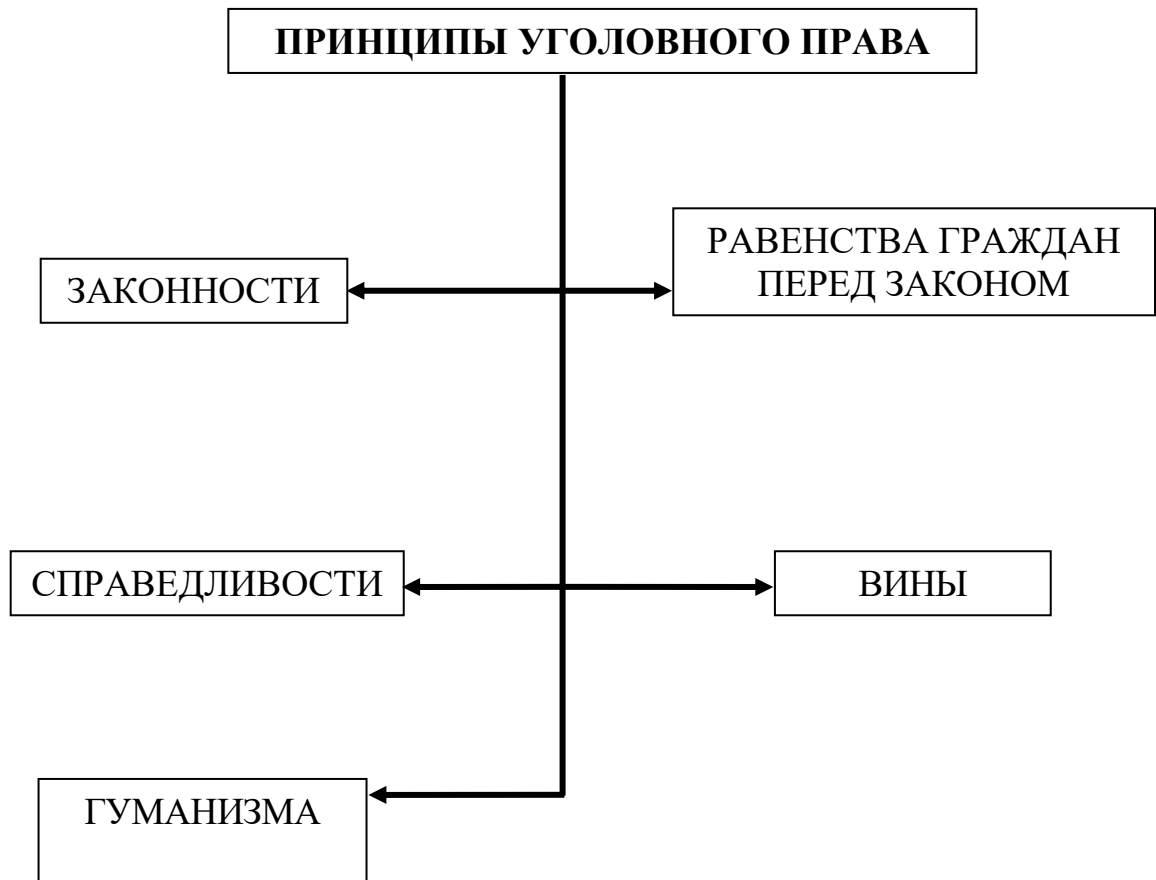 ПРИНЦИПЫ УГОЛОВНОГО ПРАВА
РАВЕНСТВА ГРАЖДАН
ПЕРЕД ЗАКОНОМ
ЗАКОННОСТИ
СПРАВЕДЛИВОСТИ
ВИНЫ
ГУМАНИЗМА